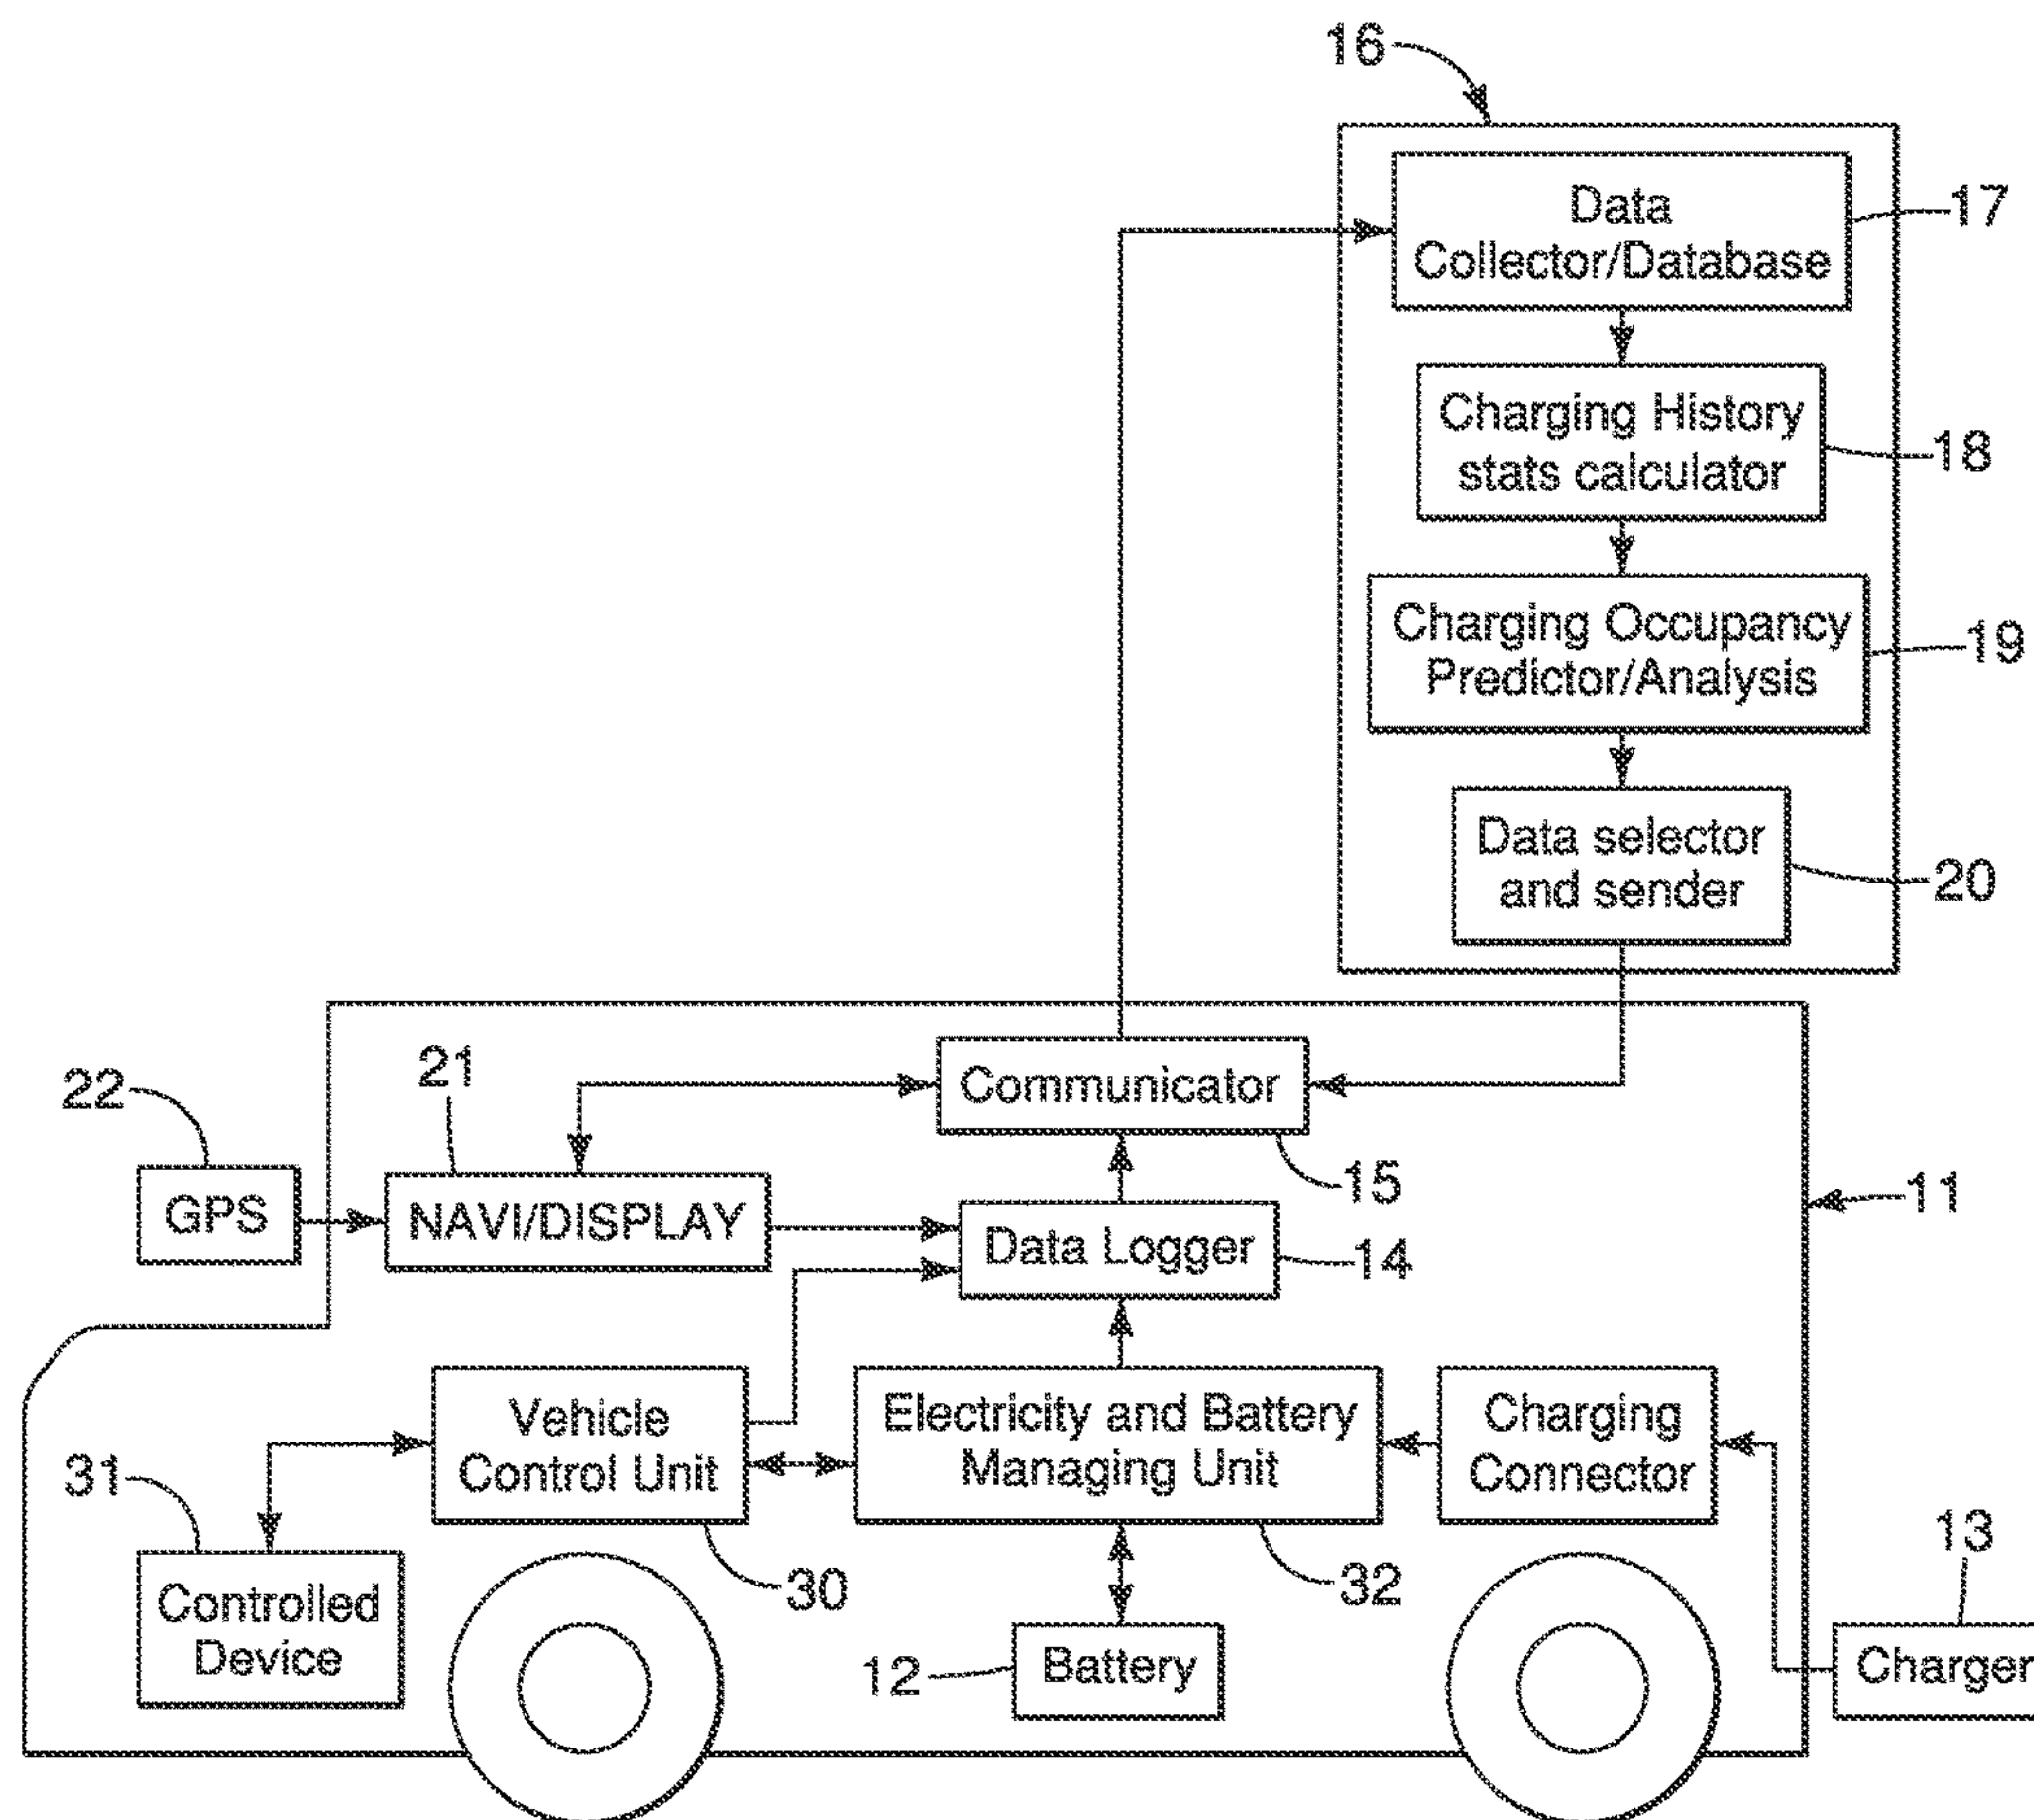 16
Data
Collector/Database
17
Charging History
stats calculator
18
Charging Occupancy
Predictor/Analysis
19
Data selector
and sender
20
21
22
Communicator
15
GPS
NAVI/DISPLAY
11
Data Logger
14
Vehicle
Control Unit
Electricity and Battery
Managing Unit
Charging
Connector
31
30
32
13
Controlled
Device
12
Battery
Charger